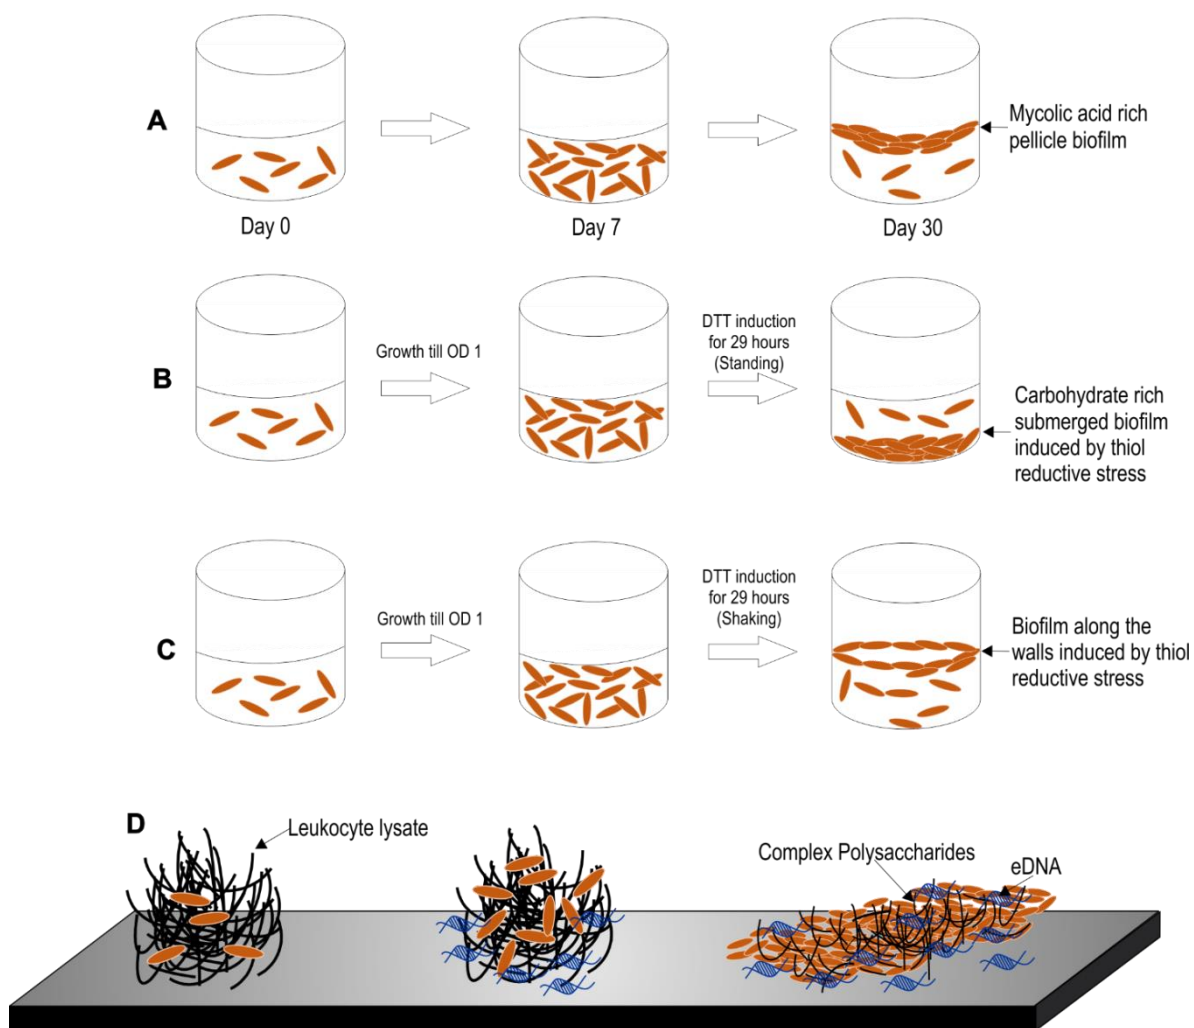 A
Mycolic acid rich
pellicle biofilm
Day 0
Day 7
Day 30
B
Growth till OD 1
DTT induction
for 29 hours
(Standing)
Carbohydrate rich
submerged biofilm
induced by thiol
reductive stress
C
Growth till OD 1
DTT induction
for 29 hours
(Shaking)
Biofilm along the
walls induced by thiol
reductive stress
D
Leukocyte lysate
Complex Polysaccharides
eDNA